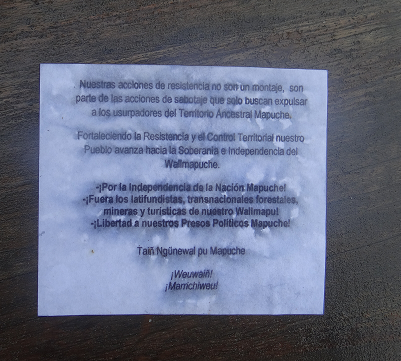 Nuestras acciones de resistencia no son un montaje, son
parte de las acciones de sabotaje que solo buscan expulsar
a los usurpadores del Territorio Ancestral Mapuche.
Fortaleciendo la Resistencia y el Control Territorial nuestro
Pueblo avanza hacia la Soberanía e Independencia del
Wallmapuche.
-¡Por la Independencia de la Nación Mapuche!
-¡Fuera los latifundistas, transnacionales forestales,
mineras y turísticas de nuestro Wallmapu!
-¡Libertad a nuestros Presos Políticos Mapuche!
Taiñ Ngünewal pu Mapuche
¡Weuwaiñ!
¡Marrichiweu!